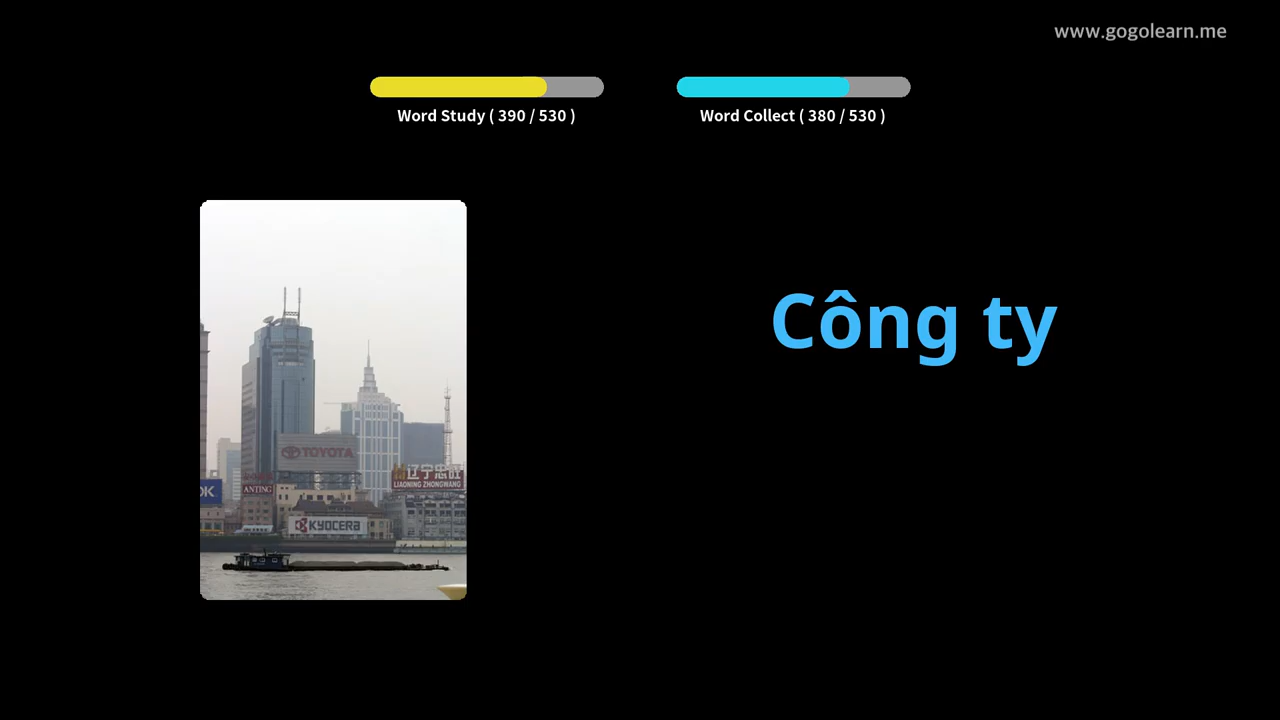 www.gogolearn.me
Word Study ( 390 / 530 )
Word Collect ( 380 / 530 )
Công ty
TOYOTA
辽宁忠旺
LIAONING ZHONGWANG
OK
ANTING
KYOCERA